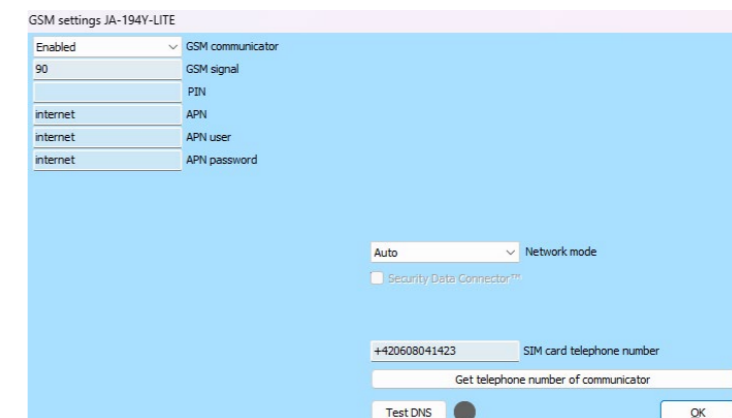 GSM settings JA-194Y-LITE
Enabled GSM communicator
90 GSM signal
PIN
internet APN
internet APN user
internet APN password
Auto Network mode
Security Data Connector™
+420608041423 SIM card telephone number
Get telephone number of communicator
Test DNS OK